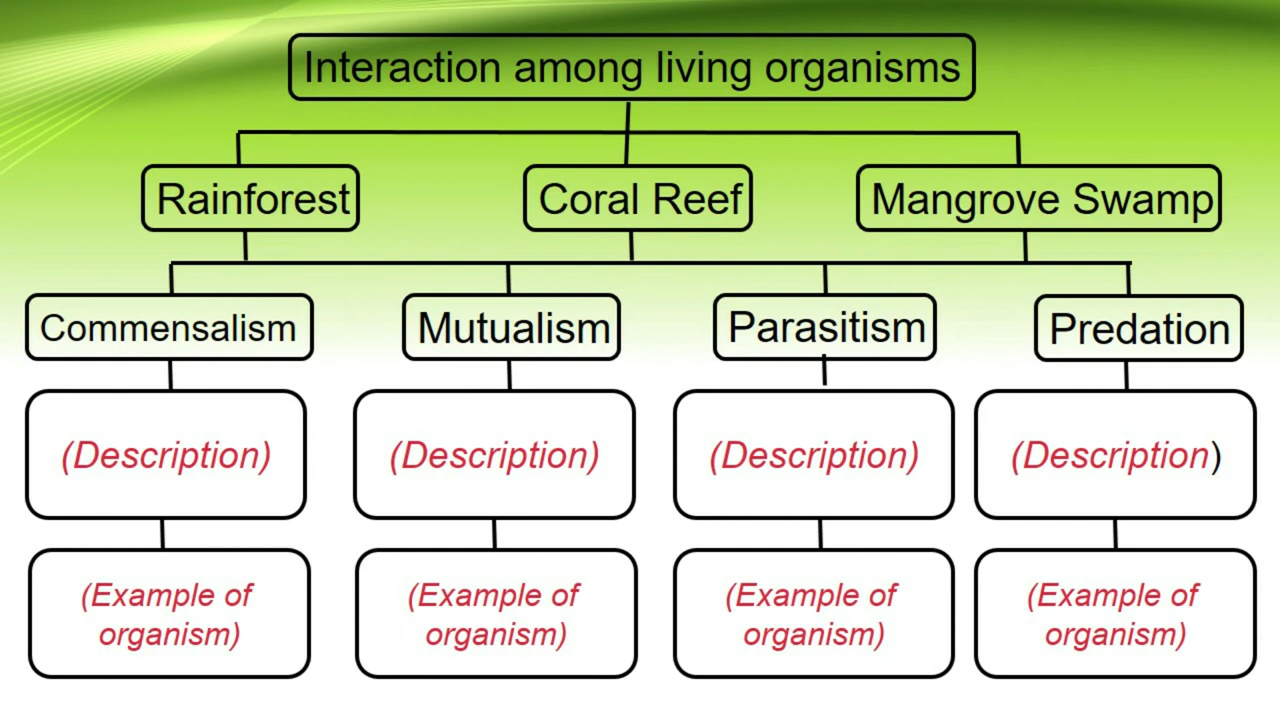 Interaction among living organisms
Rainforest
Coral Reef
Mangrove Swamp
Commensalism
Mutualism
Parasitism
Predation
(Description)
(Description)
(Description)
(Description)
(Example of
organism)
(Example of
organism)
(Example of
organism)
(Example of
organism)